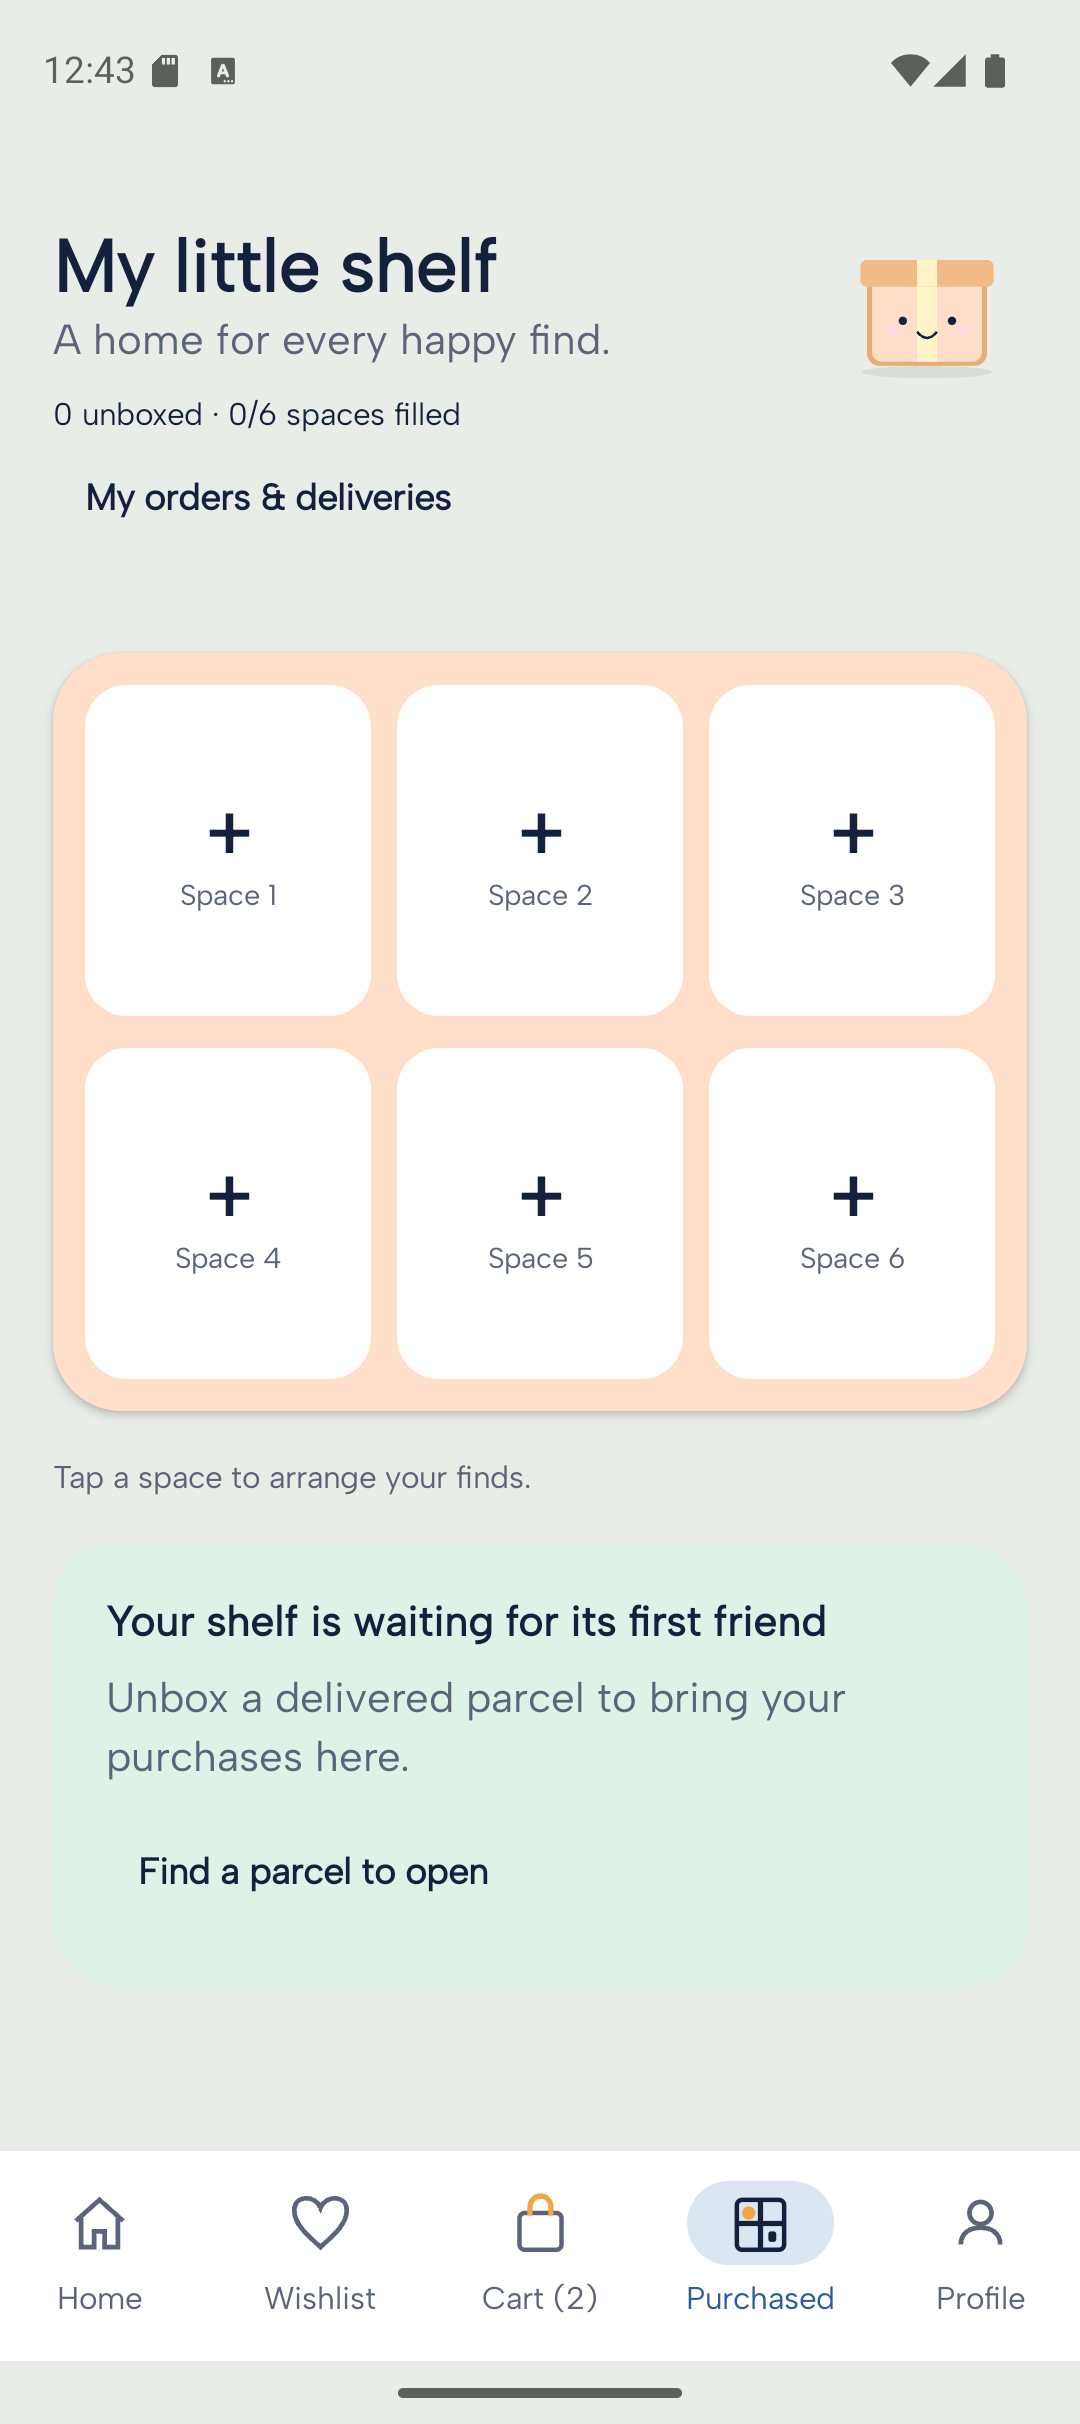 12:43
My little shelf
A home for every happy find.
0 unboxed · 0/6 spaces filled
My orders & deliveries
+ + +
Space 1 Space 2 Space 3
+ + +
Space 4 Space 5 Space 6
Tap a space to arrange your finds.
Your shelf is waiting for its first friend
Unbox a delivered parcel to bring your
purchases here.
Find a parcel to open
Home Wishlist Cart (2) Purchased Profile